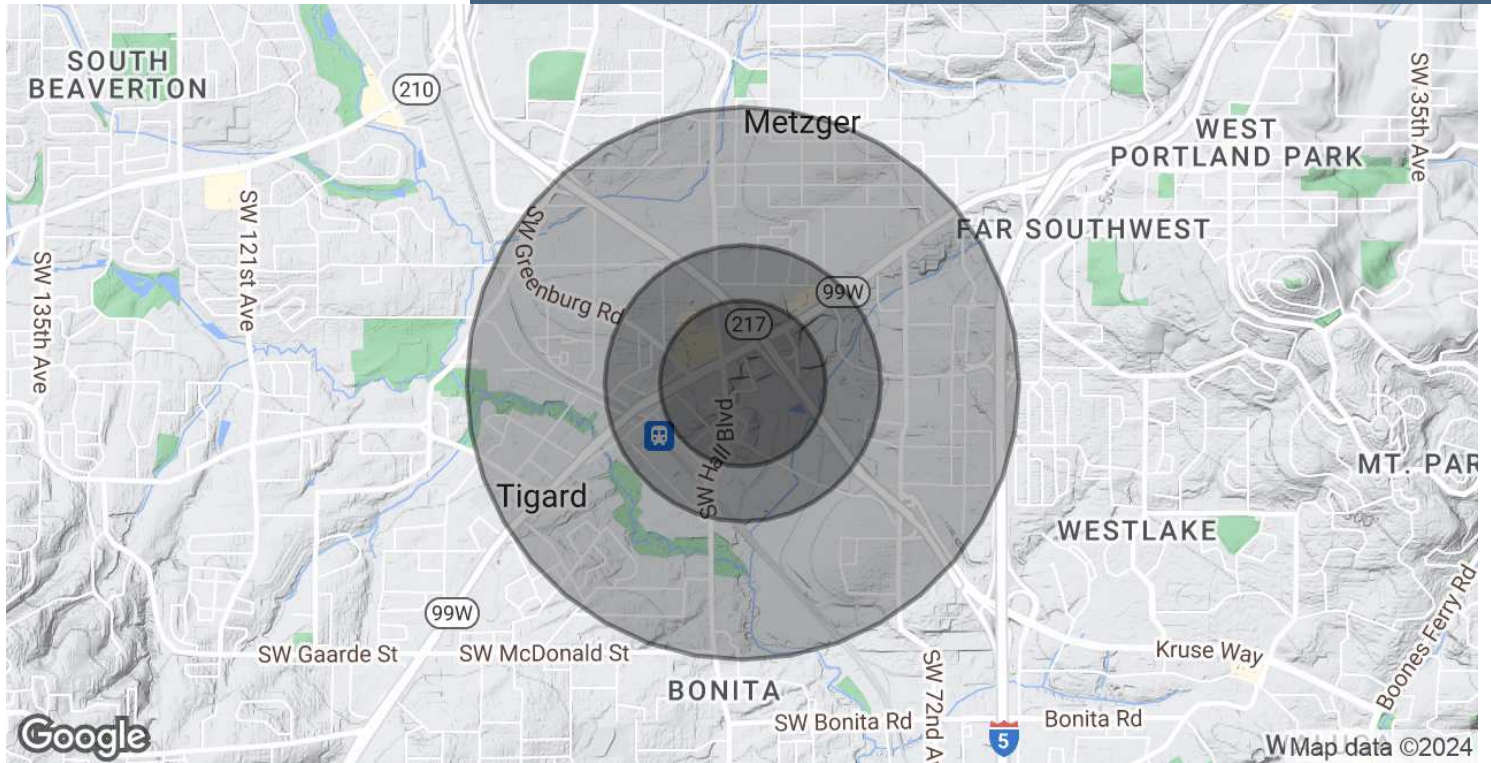 SOUTH
BEAVERTON
210
Metzger
WEST
PORTLAND PARK
SW 35th Ave
SW 121st Ave
SW 135th Ave
SW Greenburg Rd
FAR SOUTHWEST
99W
217
SW Hall Blvd
MT. PAR
Tigard
WESTLAKE
99W
SW Gaarde St
SW McDonald St
Kruse Way
Boones Ferry Rd
BONITA
SW 72nd A
SW Bonita Rd
Bonita Rd
5
Google
Map data ©2024